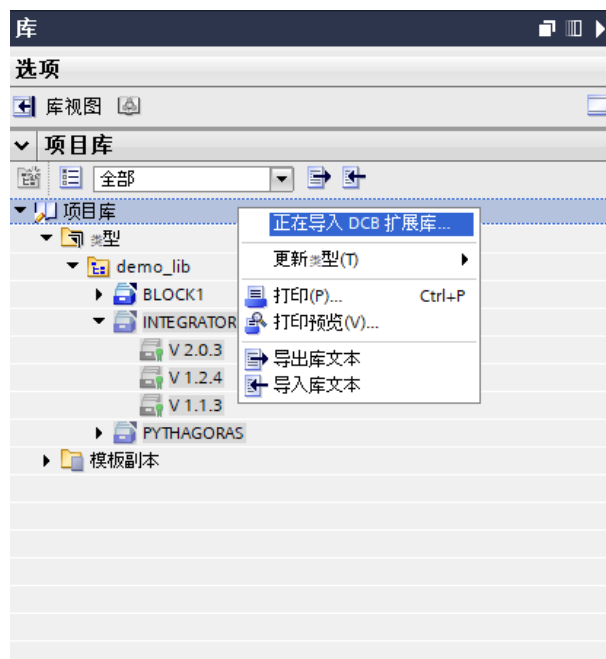 库
选项
库视图
项目库
全部
项目库
正在导入 DCB 扩展库...
类型
更新类型(T)
demo_lib
BLOCK1
打印(P)... Ctrl+P
INTEGRATOR
打印预览(V)...
V 2.0.3
导出库文本
V 1.2.4
导入库文本
V 1.1.3
PYTHAGORAS
模板副本